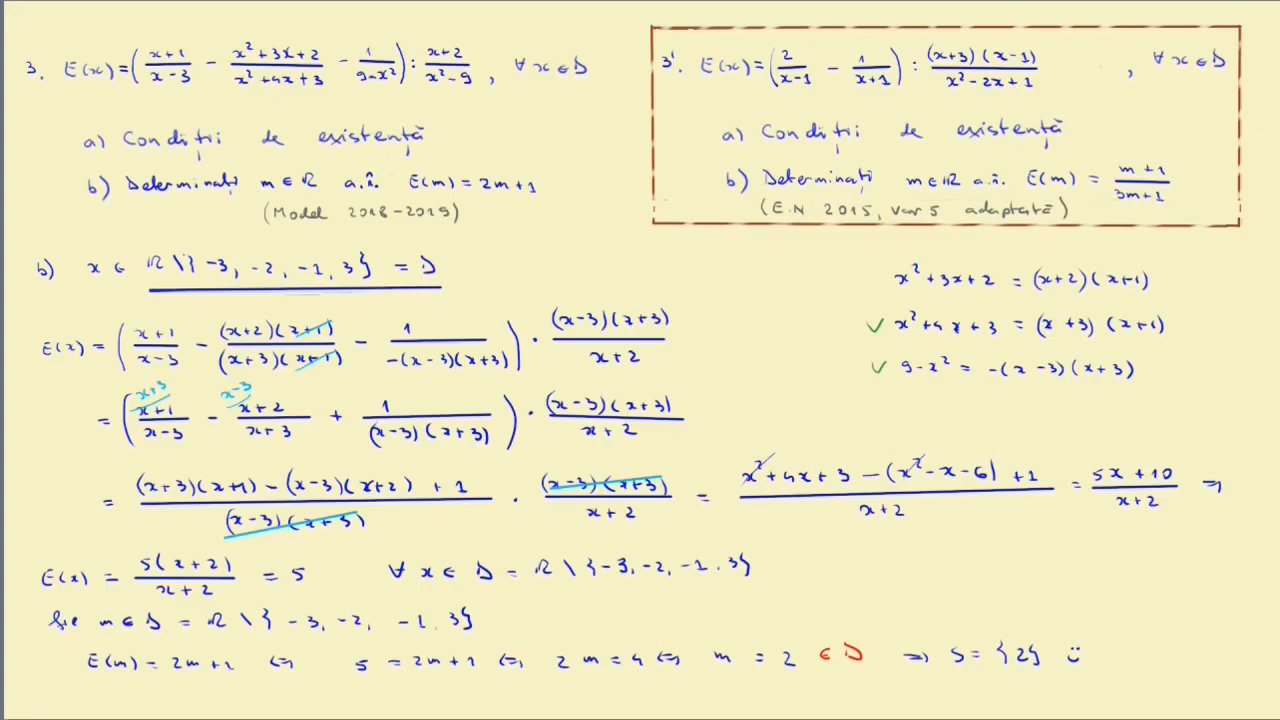 3. E(x) = ( (x+1)/(x-3) - (x²+3x+2)/(x²+4x+3) - 1/(9-x²) ) : (x+2)/(x²-9) , ∀ x ∈ D
a) Condiții de existență
b) Determinați m ∈ ℝ a.î. E(m) = 2m+1
(Model 2018-2019)
3'. E(x) = ( 2/(x-1) - 1/(x+1) ) : (x+3)(x-1)/(x²-2x+1) , ∀ x ∈ D
a) Condiții de existență
b) Determinați m ∈ ℝ a.î. E(m) = (m+1)/(3m+1)
(E.N 2015, var 5 adaptată)
b) x ∈ ℝ \ {-3, -2, -1, 3} = D
x²+3x+2 = (x+2)(x+1)
✓ x²+4x+3 = (x+3)(x+1)
✓ 9-x² = -(x-3)(x+3)
E(x) = ( (x+1)/(x-3) - (x+2)(x+1)/(x+3)(x+1) - 1/-(x-3)(x+3) ) · (x-3)(x+3)/(x+2)
x+3 x-3
= ( (x+1)/(x-3) - (x+2)/(x+3) + 1/(x-3)(x+3) ) · (x-3)(x+3)/(x+2)
= ((x+3)(x+1) - (x-3)(x+2) + 1)/(x-3)(x+3) · (x-3)(x+3)/(x+2) = (x²+4x+3 - (x²-x-6) + 1)/(x+2) = (5x+10)/(x+2) ⇒
E(x) = 5(x+2)/(x+2) = 5 ∀ x ∈ D = ℝ \ {-3, -2, -1, 3}
Fie m ∈ D = ℝ \ {-3, -2, -1, 3}
E(m) = 2m+1 ⇔ 5 = 2m+1 ⇔ 2m = 4 ⇔ m = 2 ∈ D ⇒ S = {2} ü